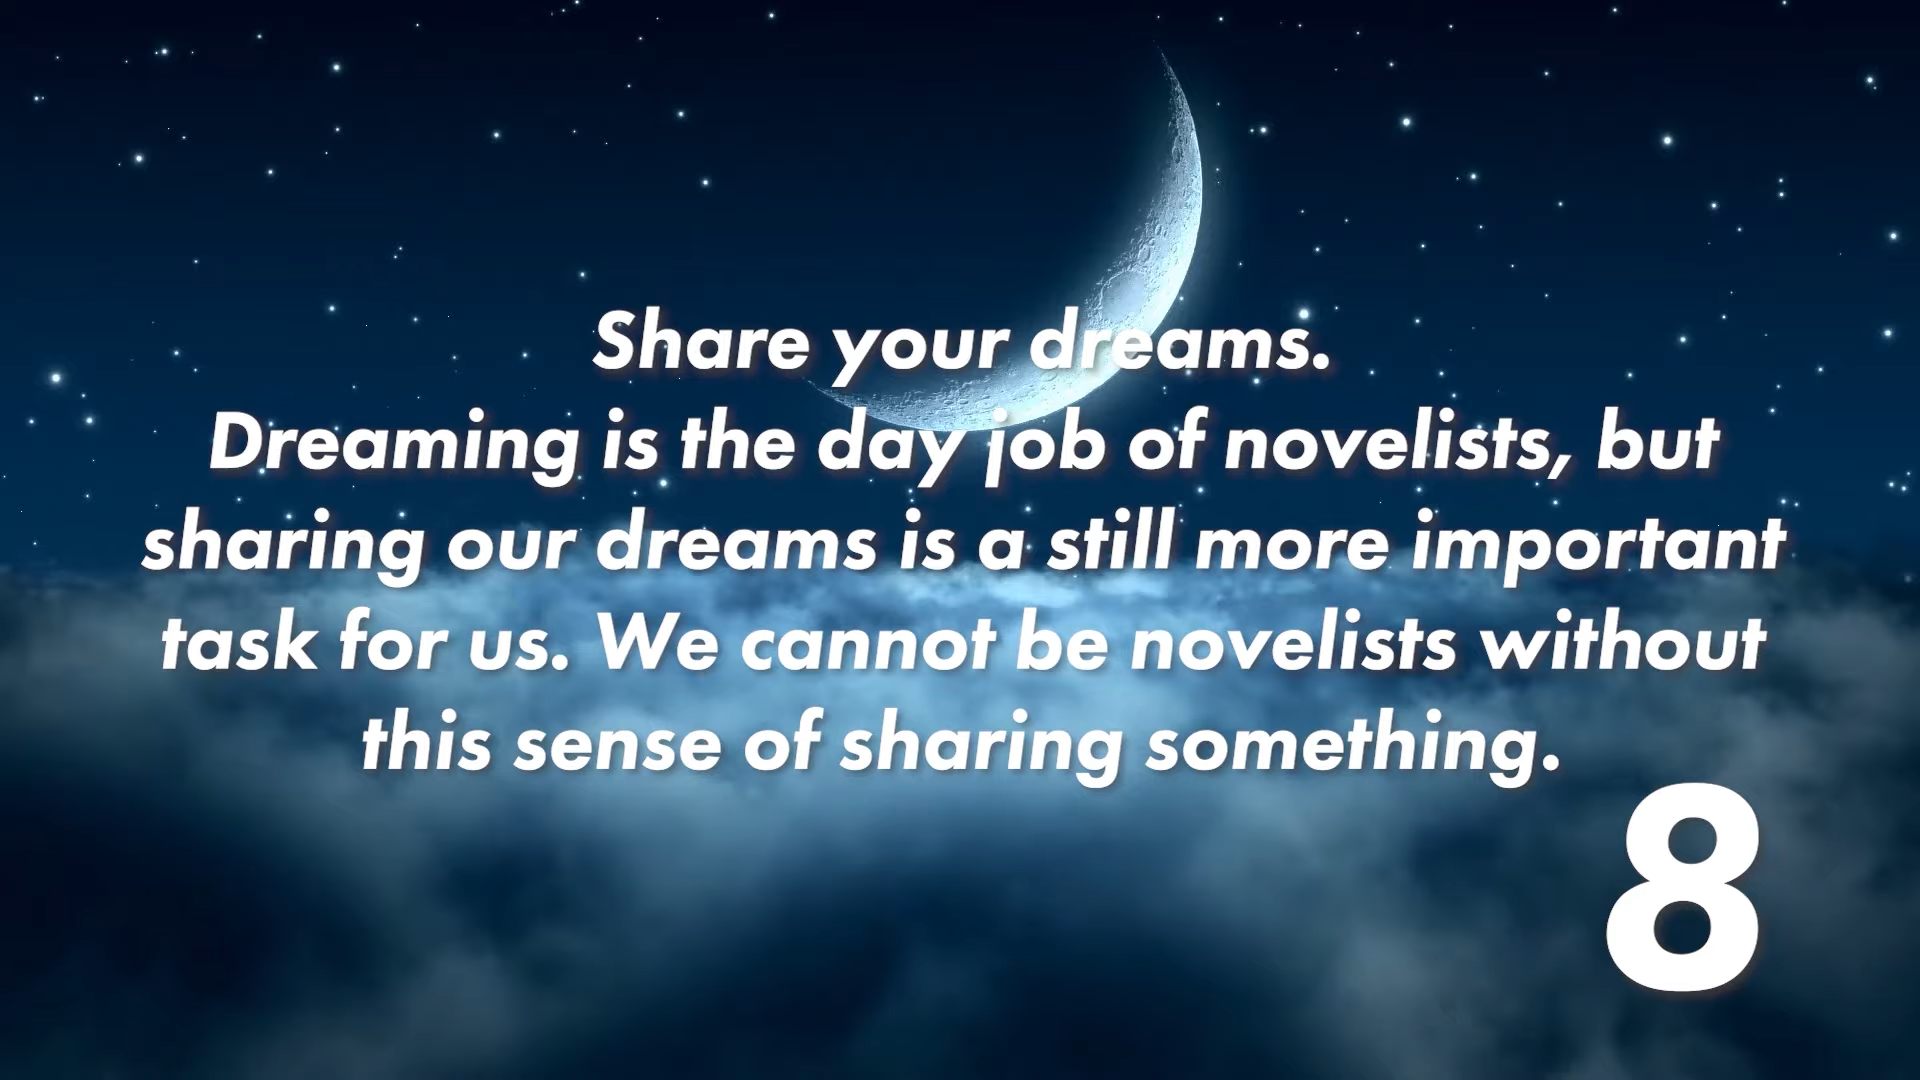 Share your dreams.
Dreaming is the day job of novelists, but
sharing our dreams is a still more important
task for us. We cannot be novelists without
this sense of sharing something.
8